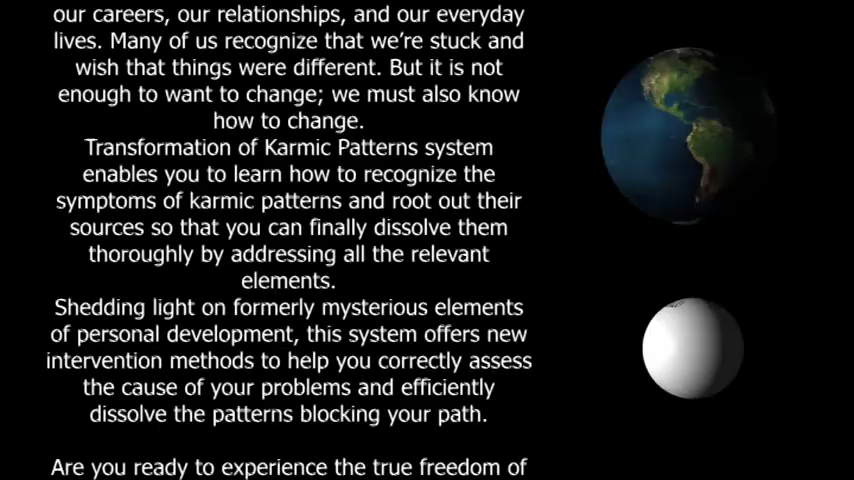 our careers, our relationships, and our everyday
lives. Many of us recognize that we're stuck and
wish that things were different. But it is not
enough to want to change; we must also know
how to change.
Transformation of Karmic Patterns system
enables you to learn how to recognize the
symptoms of karmic patterns and root out their
sources so that you can finally dissolve them
thoroughly by addressing all the relevant
elements.
Shedding light on formerly mysterious elements
of personal development, this system offers new
intervention methods to help you correctly assess
the cause of your problems and efficiently
dissolve the patterns blocking your path.
Are you ready to experience the true freedom of